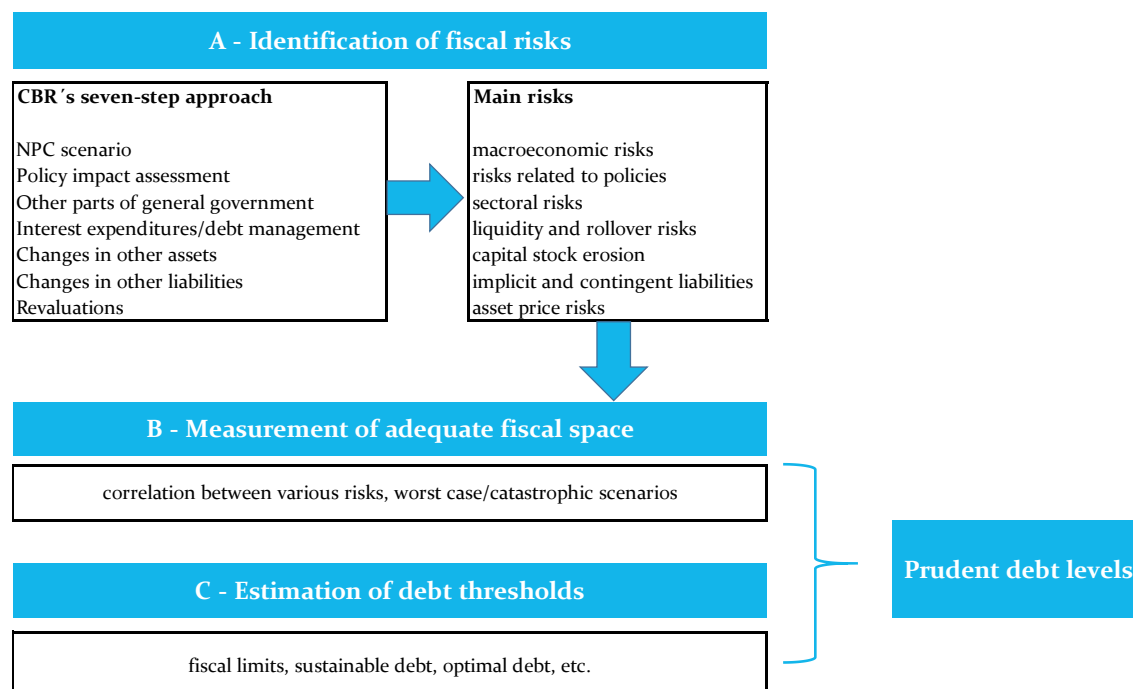 A - Identification of fiscal risks
CBR´s seven-step approach
NPC scenario
Policy impact assessment
Other parts of general government
Interest expenditures/debt management
Changes in other assets
Changes in other liabilities
Revaluations
Main risks
macroeconomic risks
risks related to policies
sectoral risks
liquidity and rollover risks
capital stock erosion
implicit and contingent liabilities
asset price risks
B - Measurement of adequate fiscal space
correlation between various risks, worst case/catastrophic scenarios
C - Estimation of debt thresholds
fiscal limits, sustainable debt, optimal debt, etc.
Prudent debt levels